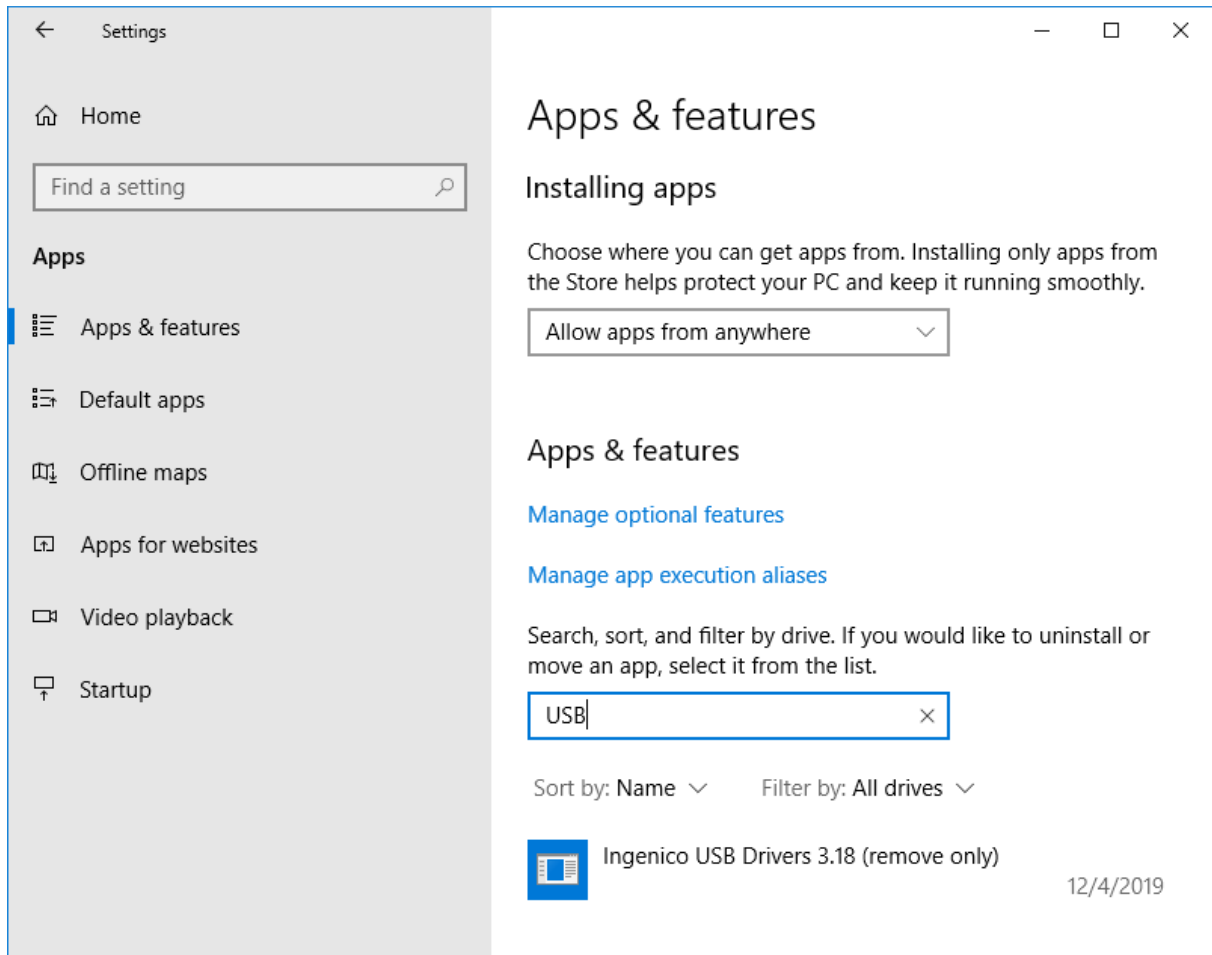 Settings
Home
Find a setting
Apps
Apps & features
Default apps
Offline maps
Apps for websites
Video playback
Startup
Apps & features
Installing apps
Choose where you can get apps from. Installing only apps from
the Store helps protect your PC and keep it running smoothly.
Allow apps from anywhere
Apps & features
Manage optional features
Manage app execution aliases
Search, sort, and filter by drive. If you would like to uninstall or
move an app, select it from the list.
USB
Sort by: Name Filter by: All drives
Ingenico USB Drivers 3.18 (remove only)
12/4/2019